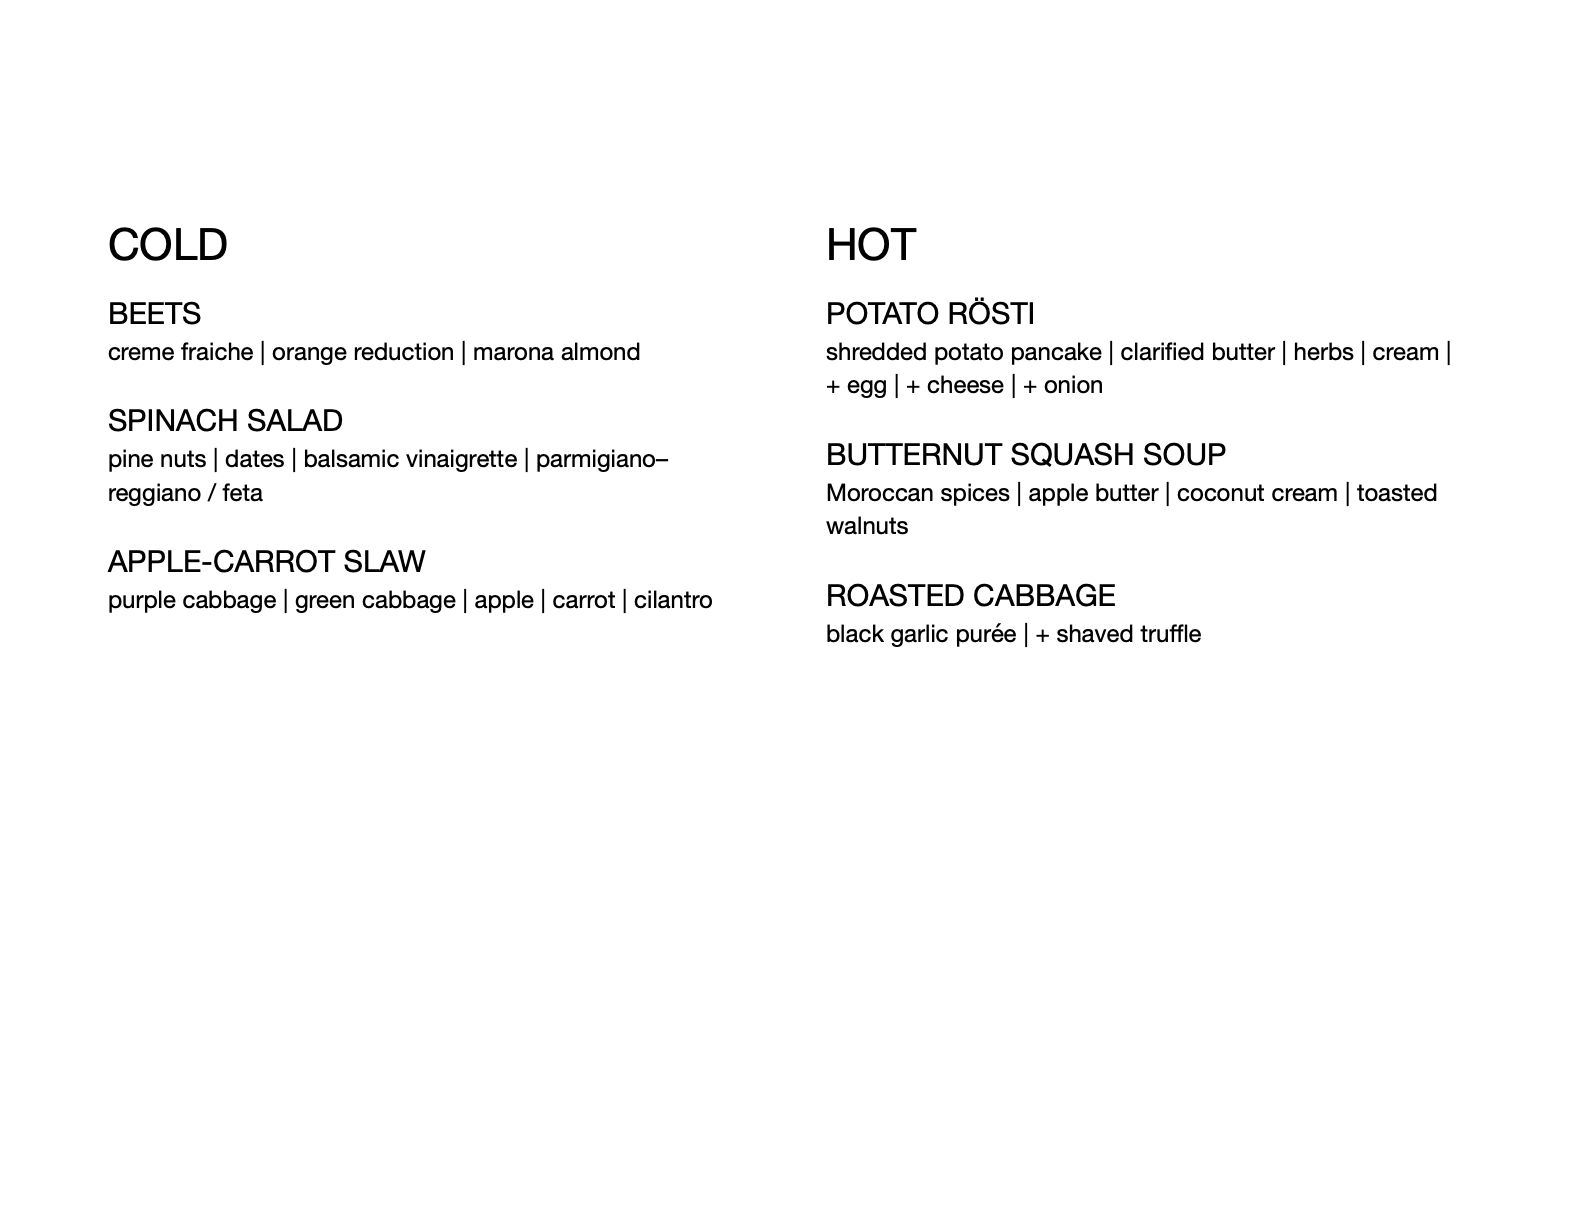 COLD
BEETS
creme fraiche | orange reduction | marona almond
SPINACH SALAD
pine nuts | dates | balsamic vinaigrette | parmigiano–
reggiano / feta
APPLE-CARROT SLAW
purple cabbage | green cabbage | apple | carrot | cilantro
HOT
POTATO RÖSTI
shredded potato pancake | clarified butter | herbs | cream |
+ egg | + cheese | + onion
BUTTERNUT SQUASH SOUP
Moroccan spices | apple butter | coconut cream | toasted
walnuts
ROASTED CABBAGE
black garlic purée | + shaved truffle